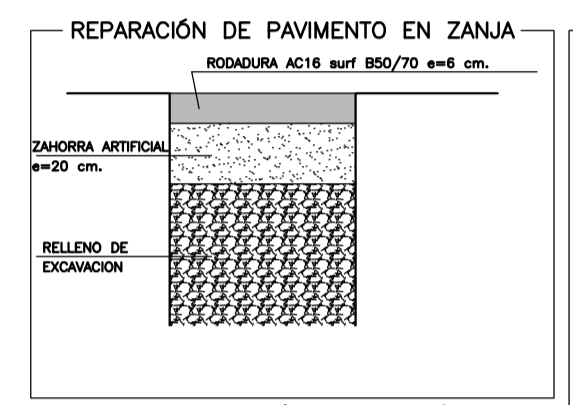 REPARACIÓN DE PAVIMENTO EN ZANJA
RODADURA AC16 surf B50/70 e=6 cm.
ZAHORRA ARTIFICIAL
e=20 cm.
RELLENO DE
EXCAVACION